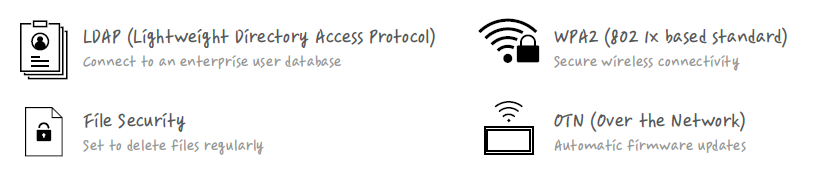 LDAP (Lightweight Directory Access Protocol)
Connect to an enterprise user database
WPA2 (802 1x based standard)
Secure wireless connectivity
File Security
Set to delete files regularly
OTN (Over the Network)
Automatic firmware updates